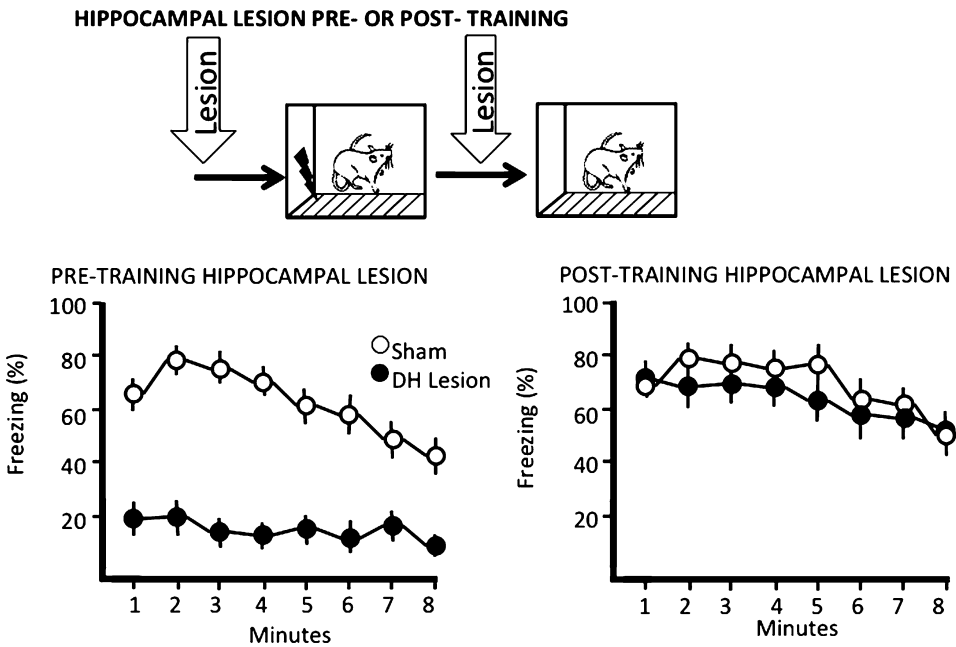 HIPPOCAMPAL LESION PRE- OR POST- TRAINING
Lesion
Lesion
PRE-TRAINING HIPPOCAMPAL LESION
100
80
60
40
20
Freezing (%)
Sham
DH Lesion
1 2 3 4 5 6 7 8
Minutes
POST-TRAINING HIPPOCAMPAL LESION
100
80
60
40
20
Freezing (%)
1 2 3 4 5 6 7 8
Minutes